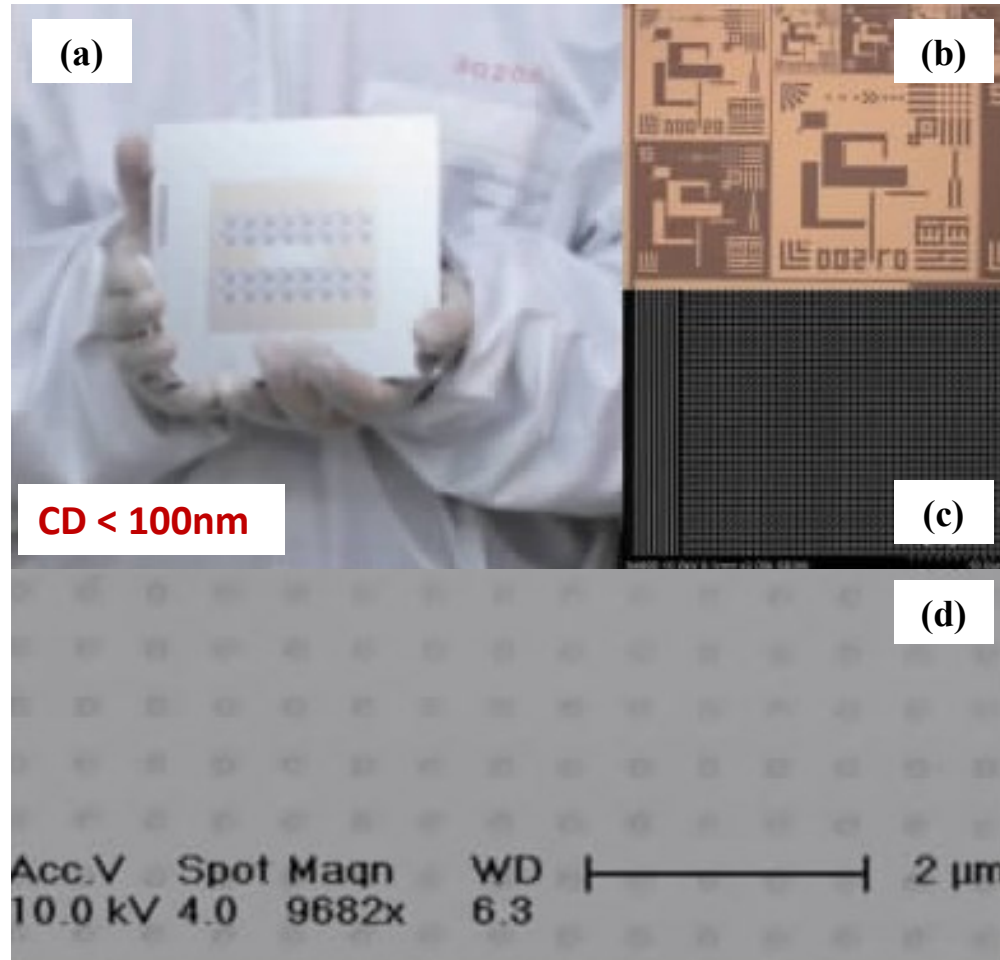 (a)
(b)
CD < 100nm
(c)
(d)
Acc.V Spot Magn WD 2 µm
10.0 kV 4.0 9682x 6.3